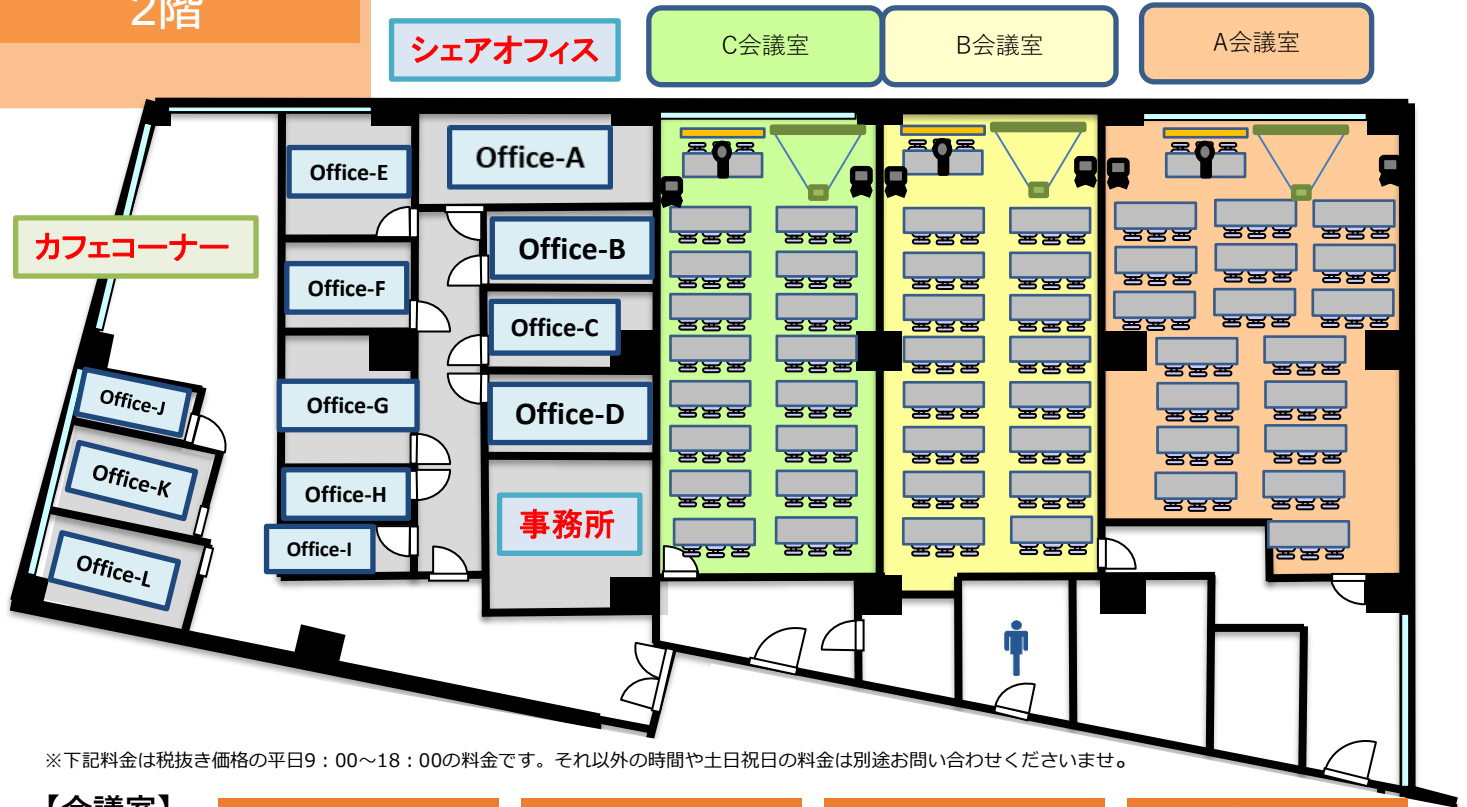 2階
シェアオフィス
C会議室
B会議室
A会議室
Office-E
Office-A
カフェコーナー
Office-B
Office-F
Office-C
Office-J
Office-G
Office-D
Office-K
Office-H
事務所
Office-I
Office-L
※下記料金は税抜き価格の平日9:00～18:00の料金です。それ以外の時間や土日祝日の料金は別途お問い合わせくださいませ。
【会議室】